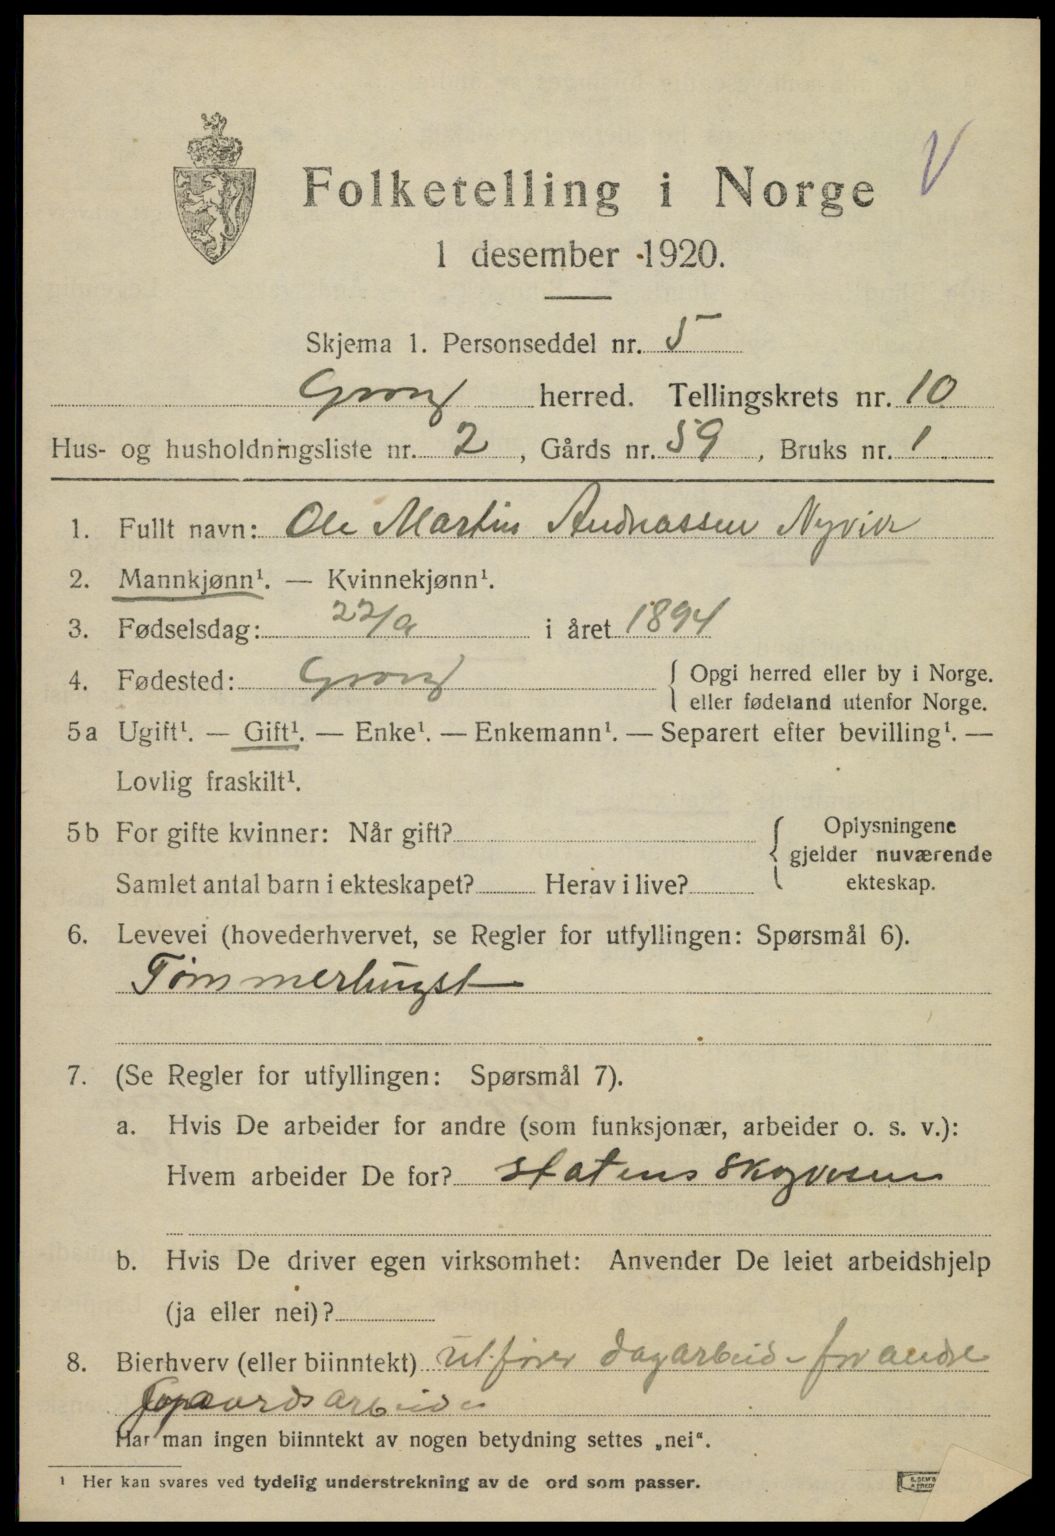 Folketelling i Norge
1 desember 1920.
Skjema 1. Personseddel nr. 5
Grong herred. Tellingskrets nr. 10
Hus- og husholdningsliste nr. 2, Gårds nr. 59, Bruks nr. 1
1. Fullt navn: Ole Martin Andreassen Nyvik
2. Mannkjønn¹. — Kvinnekjønn¹.
3. Fødselsdag: 22/9 i året 1894
4. Fødested: Grong { Opgi herred eller by i Norge.
eller fødeland utenfor Norge.
5a Ugift¹. — Gift¹. — Enke¹. — Enkemann¹. — Separert efter bevilling¹. —
Lovlig fraskilt¹.
5b For gifte kvinner: Når gift? { Oplysningene
gjelder nuværende
Samlet antal barn i ekteskapet? Herav i live? ekteskap.
6. Levevei (hovederhvervet, se Regler for utfyllingen: Spørsmål 6).
Tømmerhugst
7. (Se Regler for utfyllingen: Spørsmål 7).
a. Hvis De arbeider for andre (som funksjonær, arbeider o. s. v.):
Hvem arbeider De for? statens skogvesen
b. Hvis De driver egen virksomhet: Anvender De leiet arbeidshjelp
(ja eller nei)?
8. Bierhverv (eller biinntekt) utfører dagarbeide for andre
gaardsarbeide
Har man ingen biinntekt av nogen betydning settes „nei“.
¹ Her kan svares ved tydelig understrekning av de ord som passer.